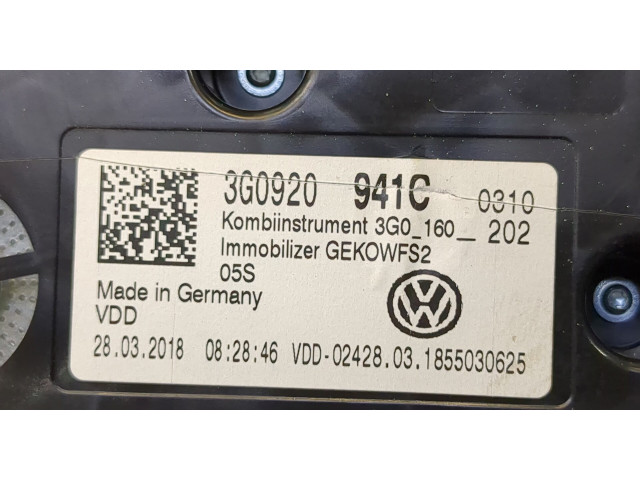 3G0920 941C 0310
Kombiinstrument 3G0_160_ 202
Immobilizer GEKOWFS2
05S
Made in Germany
VDD
28.03.2018 08:28:46 VDD-02428.03.1855030625